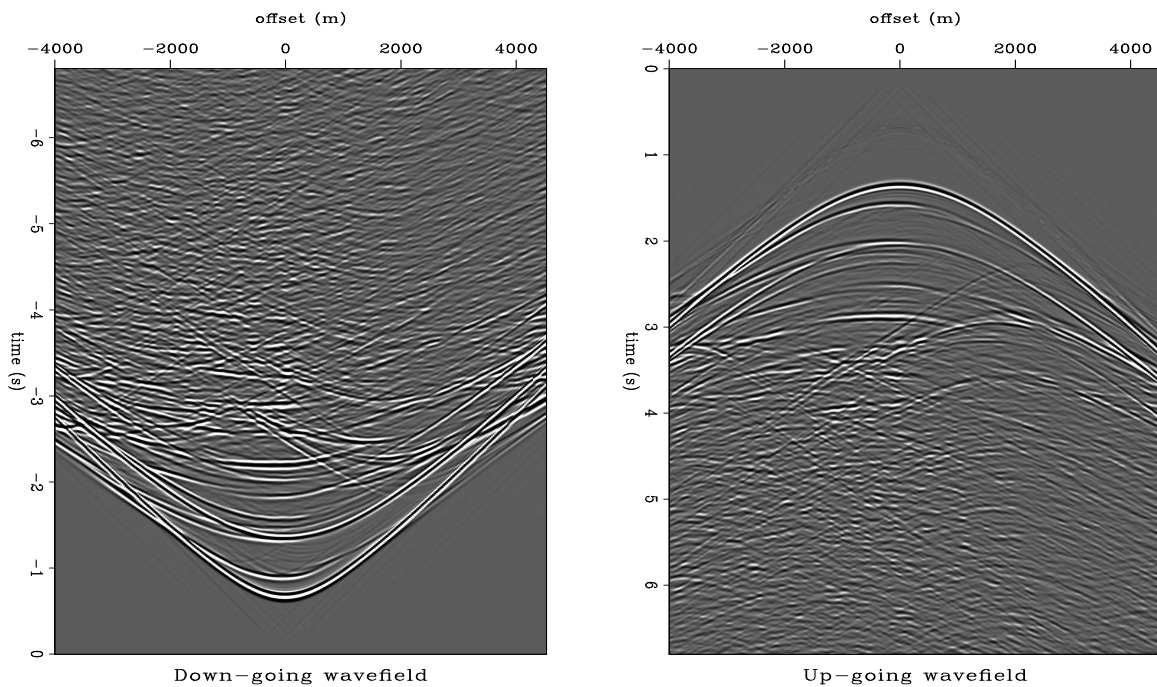 offset (m)
−4000 −2000 0 2000 4000
−6
−5
−4
−3
−2
−1
0
time (s)
Down−going wavefield
offset (m)
−4000 −2000 0 2000 4000
0
1
2
3
4
5
6
time (s)
Up−going wavefield